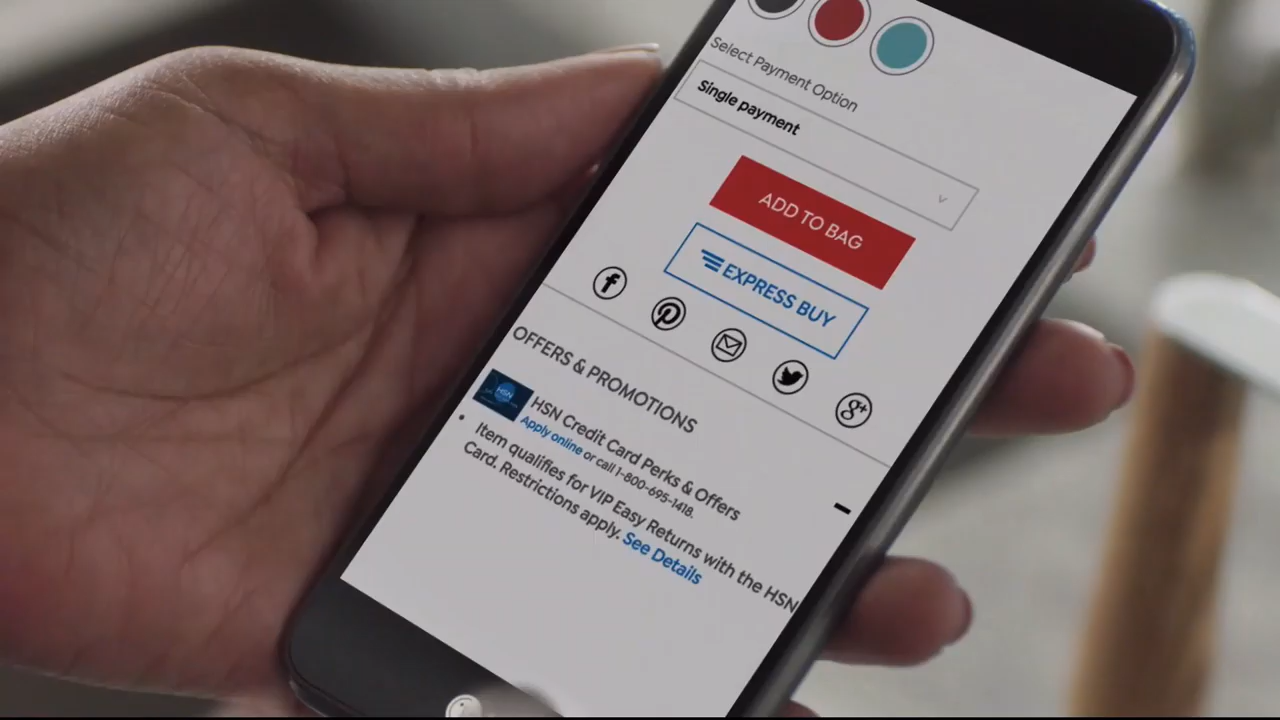 Select Payment Option
Single payment
ADD TO BAG
EXPRESS BUY
f
g+
OFFERS & PROMOTIONS
HSN
HSN Credit Card Perks & Offers
Apply online or call 1-800-695-1418.
Item qualifies for VIP Easy Returns with the HSN
Card. Restrictions apply. See Details